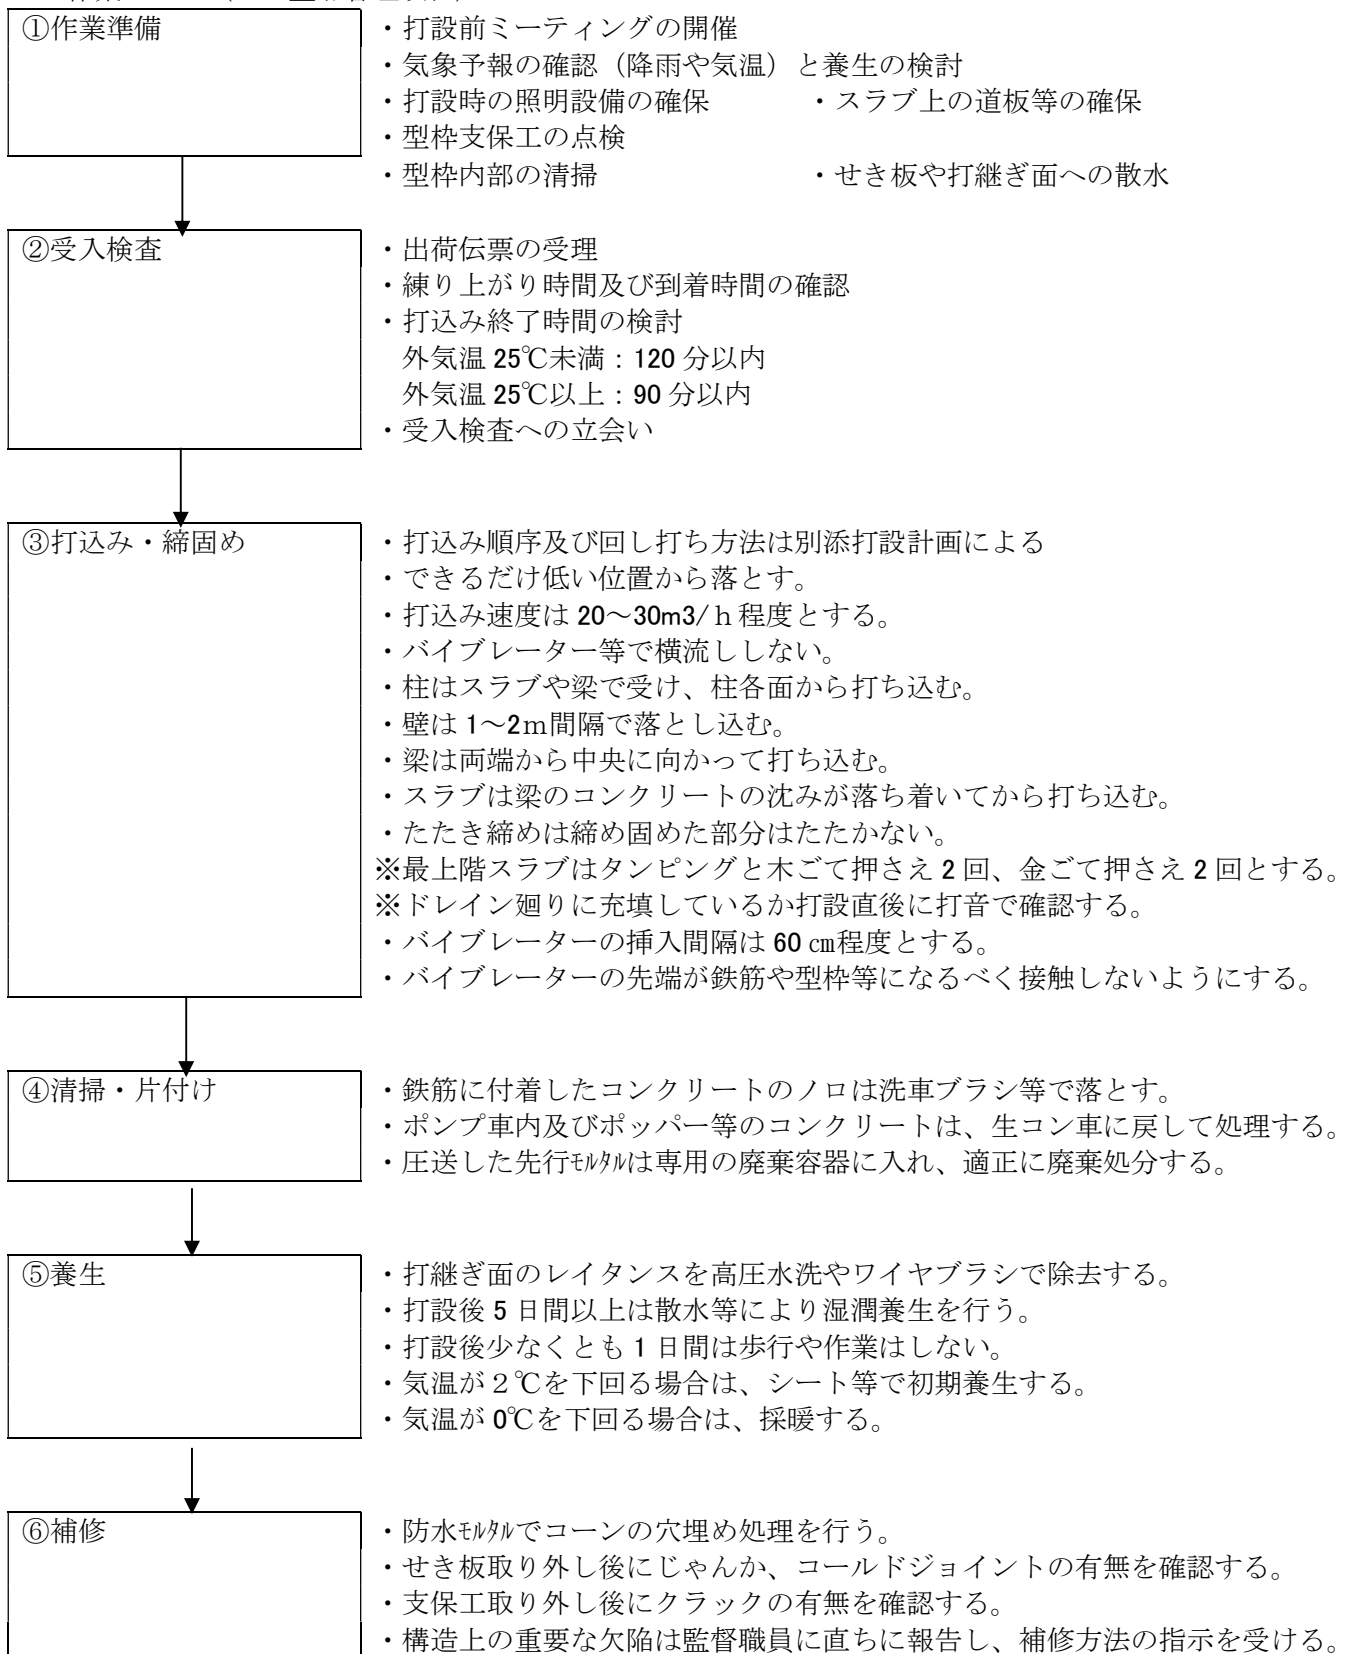 ①作業準備
・打設前ミーティングの開催
・気象予報の確認（降雨や気温）と養生の検討
・打設時の照明設備の確保　　　・スラブ上の道板等の確保
・型枠支保工の点検
・型枠内部の清掃　　　・せき板や打継ぎ面への散水
②受入検査
・出荷伝票の受理
・練り上がり時間及び到着時間の確認
・打込み終了時間の検討
外気温 25℃未満：120 分以内
外気温 25℃以上：90 分以内
・受入検査への立会い
③打込み・締固め
・打込み順序及び回し打ち方法は別添打設計画による
・できるだけ低い位置から落とす。
・打込み速度は 20～30m3/ｈ程度とする。
・バイブレーター等で横流ししない。
・柱はスラブや梁で受け、柱各面から打ち込む。
・壁は 1～2ｍ間隔で落とし込む。
・梁は両端から中央に向かって打ち込む。
・スラブは梁のコンクリートの沈みが落ち着いてから打ち込む。
・たたき締めは締め固めた部分はたたかない。
※最上階スラブはタンピングと木ごて押さえ 2 回、金ごて押さえ 2 回とする。
※ドレイン廻りに充填しているか打設直後に打音で確認する。
・バイブレーターの挿入間隔は 60 ㎝程度とする。
・バイブレーターの先端が鉄筋や型枠等になるべく接触しないようにする。
④清掃・片付け
・鉄筋に付着したコンクリートのノロは洗車ブラシ等で落とす。
・ポンプ車内及びポッパー等のコンクリートは、生コン車に戻して処理する。
・圧送した先行ﾓﾙﾀﾙは専用の廃棄容器に入れ、適正に廃棄処分する。
⑤養生
・打継ぎ面のレイタンスを高圧水洗やワイヤブラシで除去する。
・打設後 5 日間以上は散水等により湿潤養生を行う。
・打設後少なくとも 1 日間は歩行や作業はしない。
・気温が２℃を下回る場合は、シート等で初期養生する。
・気温が 0℃を下回る場合は、採暖する。
⑥補修
・防水ﾓﾙﾀﾙでコーンの穴埋め処理を行う。
・せき板取り外し後にじゃんか、コールドジョイントの有無を確認する。
・支保工取り外し後にクラックの有無を確認する。
・構造上の重要な欠陥は監督職員に直ちに報告し、補修方法の指示を受ける。